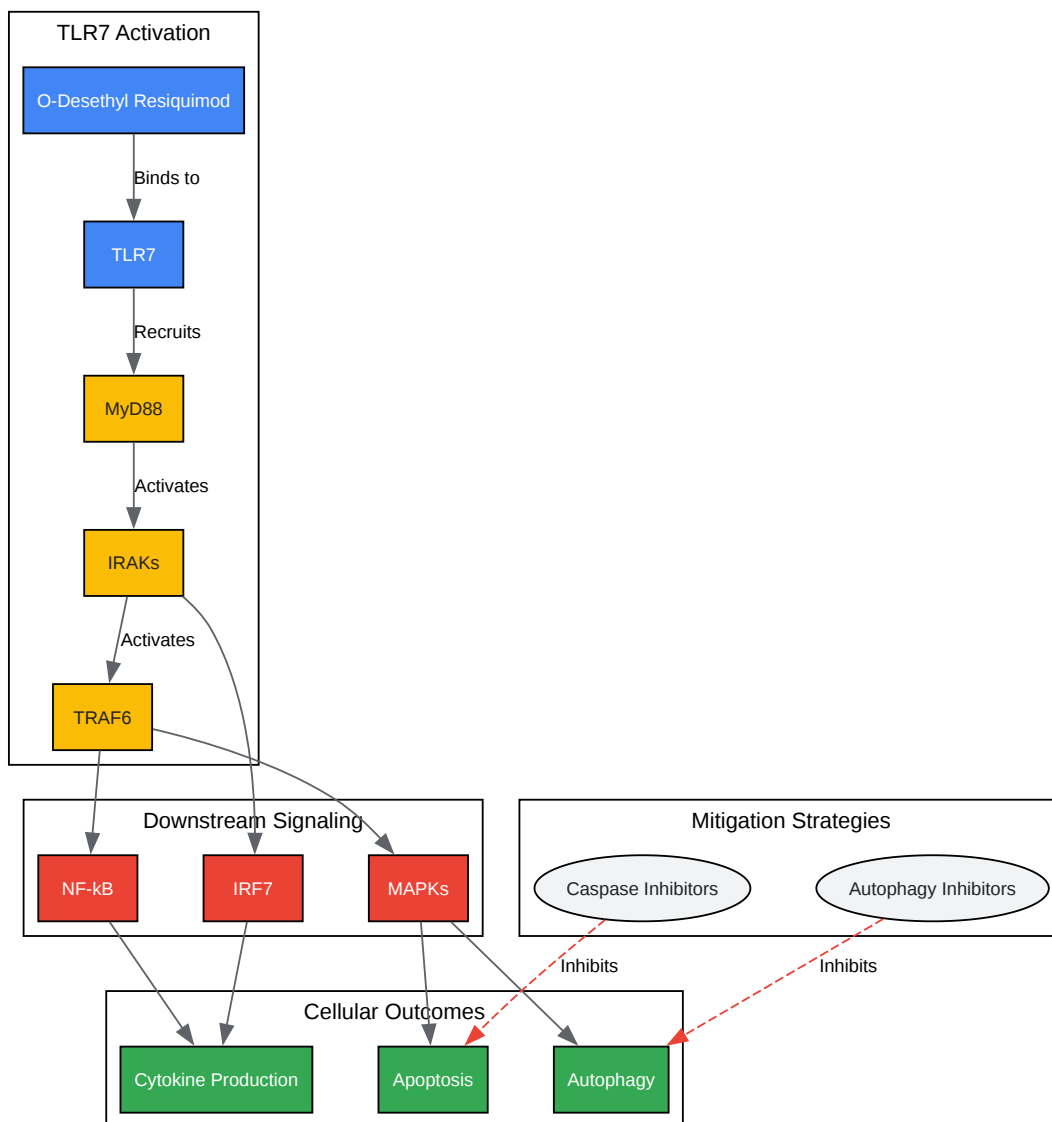 TLR7 Activation
O-Desethyl Resiquimod
Binds to
TLR7
Recruits
MyD88
Activates
IRAKs
Activates
TRAF6
Downstream Signaling
NF-kB
IRF7
MAPKs
Mitigation Strategies
Caspase Inhibitors
Autophagy Inhibitors
Inhibits
Inhibits
Cellular Outcomes
Cytokine Production
Apoptosis
Autophagy